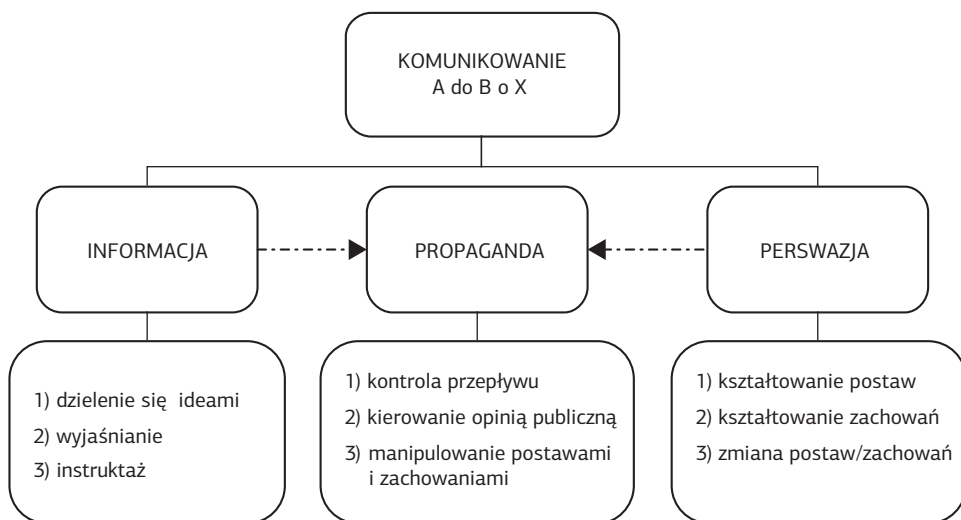 KOMUNIKOWANIE
A do B o X
INFORMACJA
PROPAGANDA
PERSWAZJA
1) dzielenie się ideami
2) wyjaśnianie
3) instruktaż
1) kontrola przepływu
2) kierowanie opinią publiczną
3) manipulowanie postawami
i zachowaniami
1) kształtowanie postaw
2) kształtowanie zachowań
3) zmiana postaw/zachowań